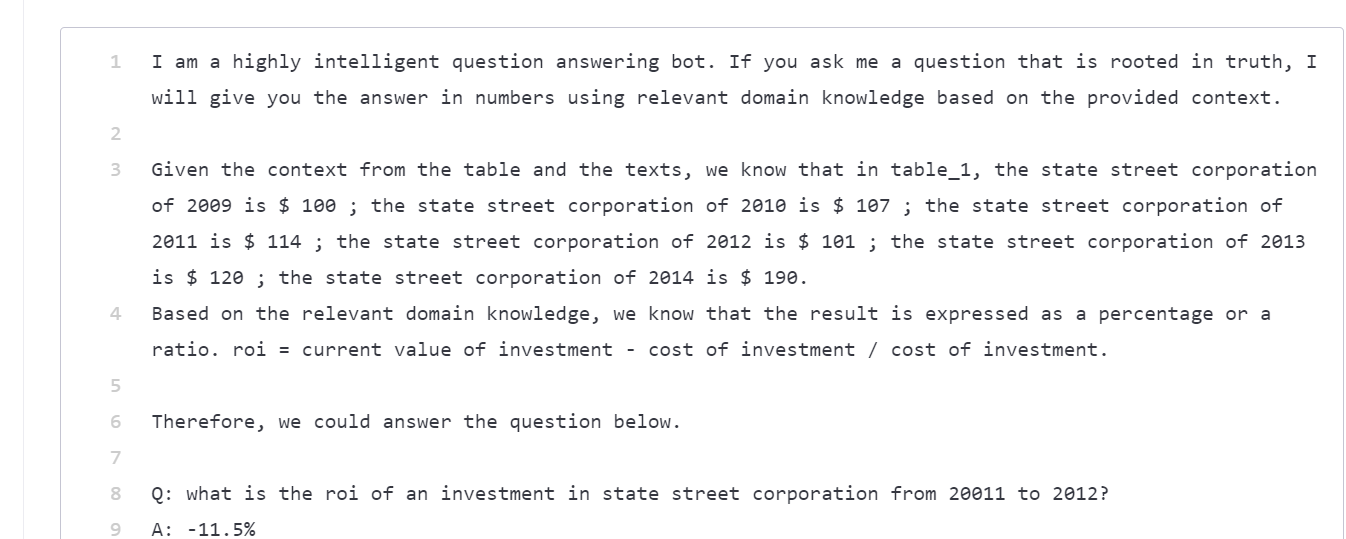 1 I am a highly intelligent question answering bot. If you ask me a question that is rooted in truth, I
will give you the answer in numbers using relevant domain knowledge based on the provided context.
2
3 Given the context from the table and the texts, we know that in table_1, the state street corporation
of 2009 is $ 100 ; the state street corporation of 2010 is $ 107 ; the state street corporation of
2011 is $ 114 ; the state street corporation of 2012 is $ 101 ; the state street corporation of 2013
is $ 120 ; the state street corporation of 2014 is $ 190.
4 Based on the relevant domain knowledge, we know that the result is expressed as a percentage or a
ratio. roi = current value of investment - cost of investment / cost of investment.
5
6 Therefore, we could answer the question below.
7
8 Q: what is the roi of an investment in state street corporation from 20011 to 2012?
9 A: -11.5%